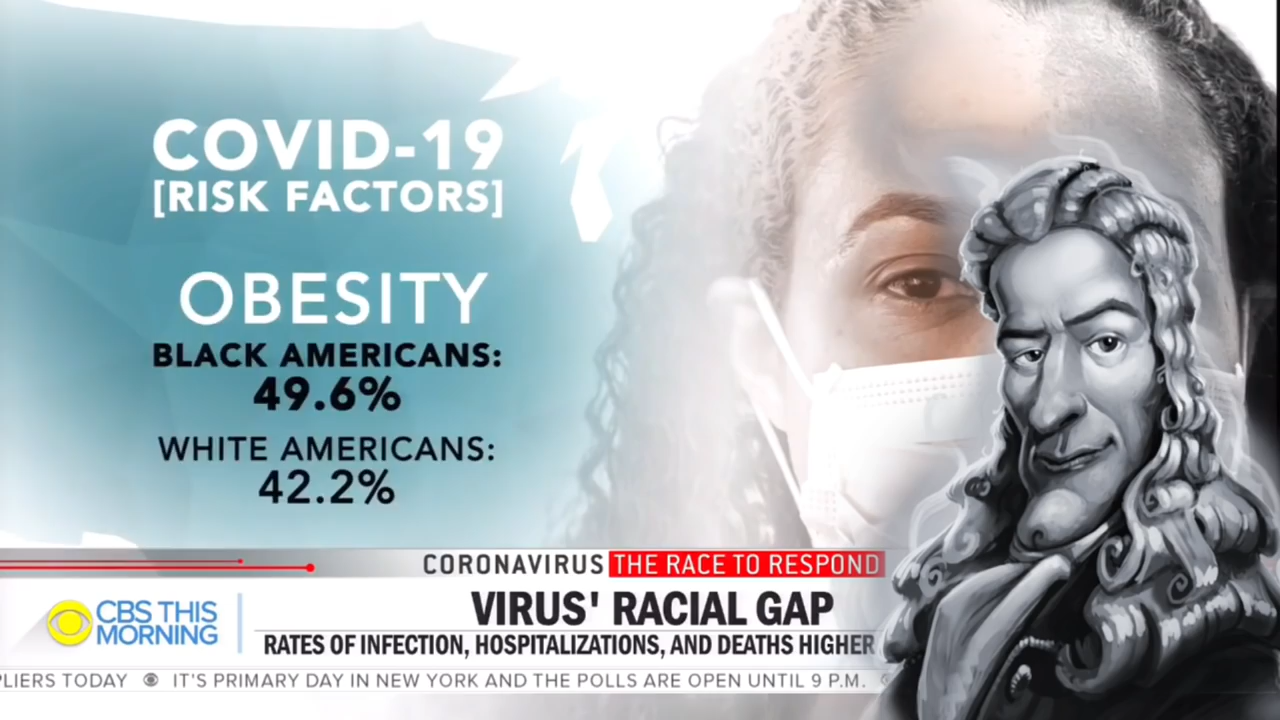 COVID-19
[RISK FACTORS]
OBESITY
BLACK AMERICANS:
49.6%
WHITE AMERICANS:
42.2%
CORONAVIRUS THE RACE TO RESPOND
CBS THIS
MORNING
VIRUS' RACIAL GAP
RATES OF INFECTION, HOSPITALIZATIONS, AND DEATHS HIGHER
PLIERS TODAY IT'S PRIMARY DAY IN NEW YORK AND THE POLLS ARE OPEN UNTIL 9 P.M.